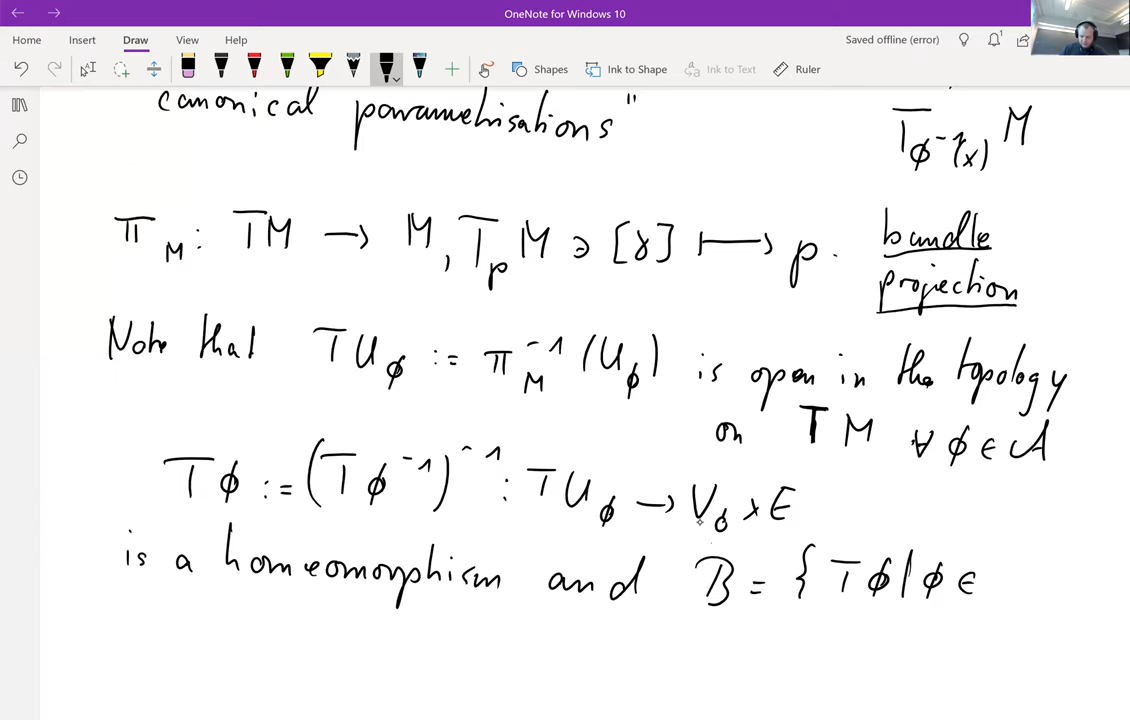 OneNote for Windows 10
Home Insert Draw View Help
Saved offline (error)
Shapes Ink to Shape Ink to Text Ruler
canonical parametrisations"
T_{ϕ^{-1}(x)} M
π_M : TM → M, T_p M ∋ [γ] ⟼ p. bundle
projection
Note that TU_ϕ := π_M^{-1}(U_ϕ) is open in the topology
on TM ∀ ϕ ∈ A
Tϕ := (Tϕ^{-1})^{-1} : TU_ϕ → V_ϕ × E
is a homeomorphism and B = { Tϕ | ϕ ∈